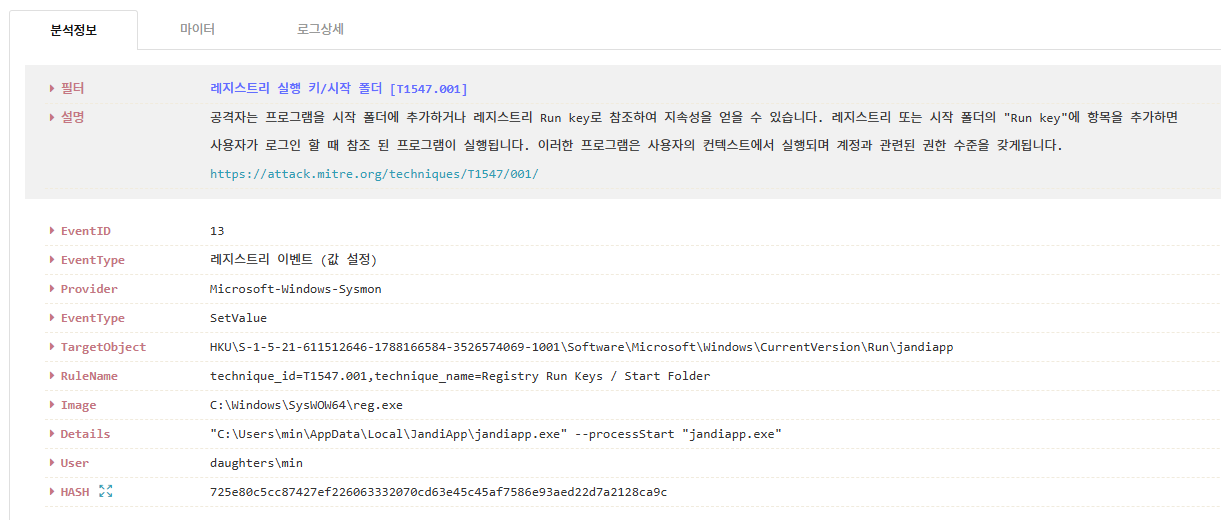 분석정보 마이터 로그상세
필터 레지스트리 실행 키/시작 폴더 [T1547.001]
설명 공격자는 프로그램을 시작 폴더에 추가하거나 레지스트리 Run key로 참조하여 지속성을 얻을 수 있습니다. 레지스트리 또는 시작 폴더의 "Run key"에 항목을 추가하면
사용자가 로그인 할 때 참조 된 프로그램이 실행됩니다. 이러한 프로그램은 사용자의 컨텍스트에서 실행되며 계정과 관련된 권한 수준을 갖게됩니다.
https://attack.mitre.org/techniques/T1547/001/
EventID 13
EventType 레지스트리 이벤트 (값 설정)
Provider Microsoft-Windows-Sysmon
EventType SetValue
TargetObject HKU\S-1-5-21-611512646-1788166584-3526574069-1001\Software\Microsoft\Windows\CurrentVersion\Run\jandiapp
RuleName technique_id=T1547.001,technique_name=Registry Run Keys / Start Folder
Image C:\Windows\SysWOW64\reg.exe
Details "C:\Users\min\AppData\Local\JandiApp\jandiapp.exe" --processStart "jandiapp.exe"
User daughters\min
HASH 725e80c5cc87427ef226063332070cd63e45c45af7586e93aed22d7a2128ca9c